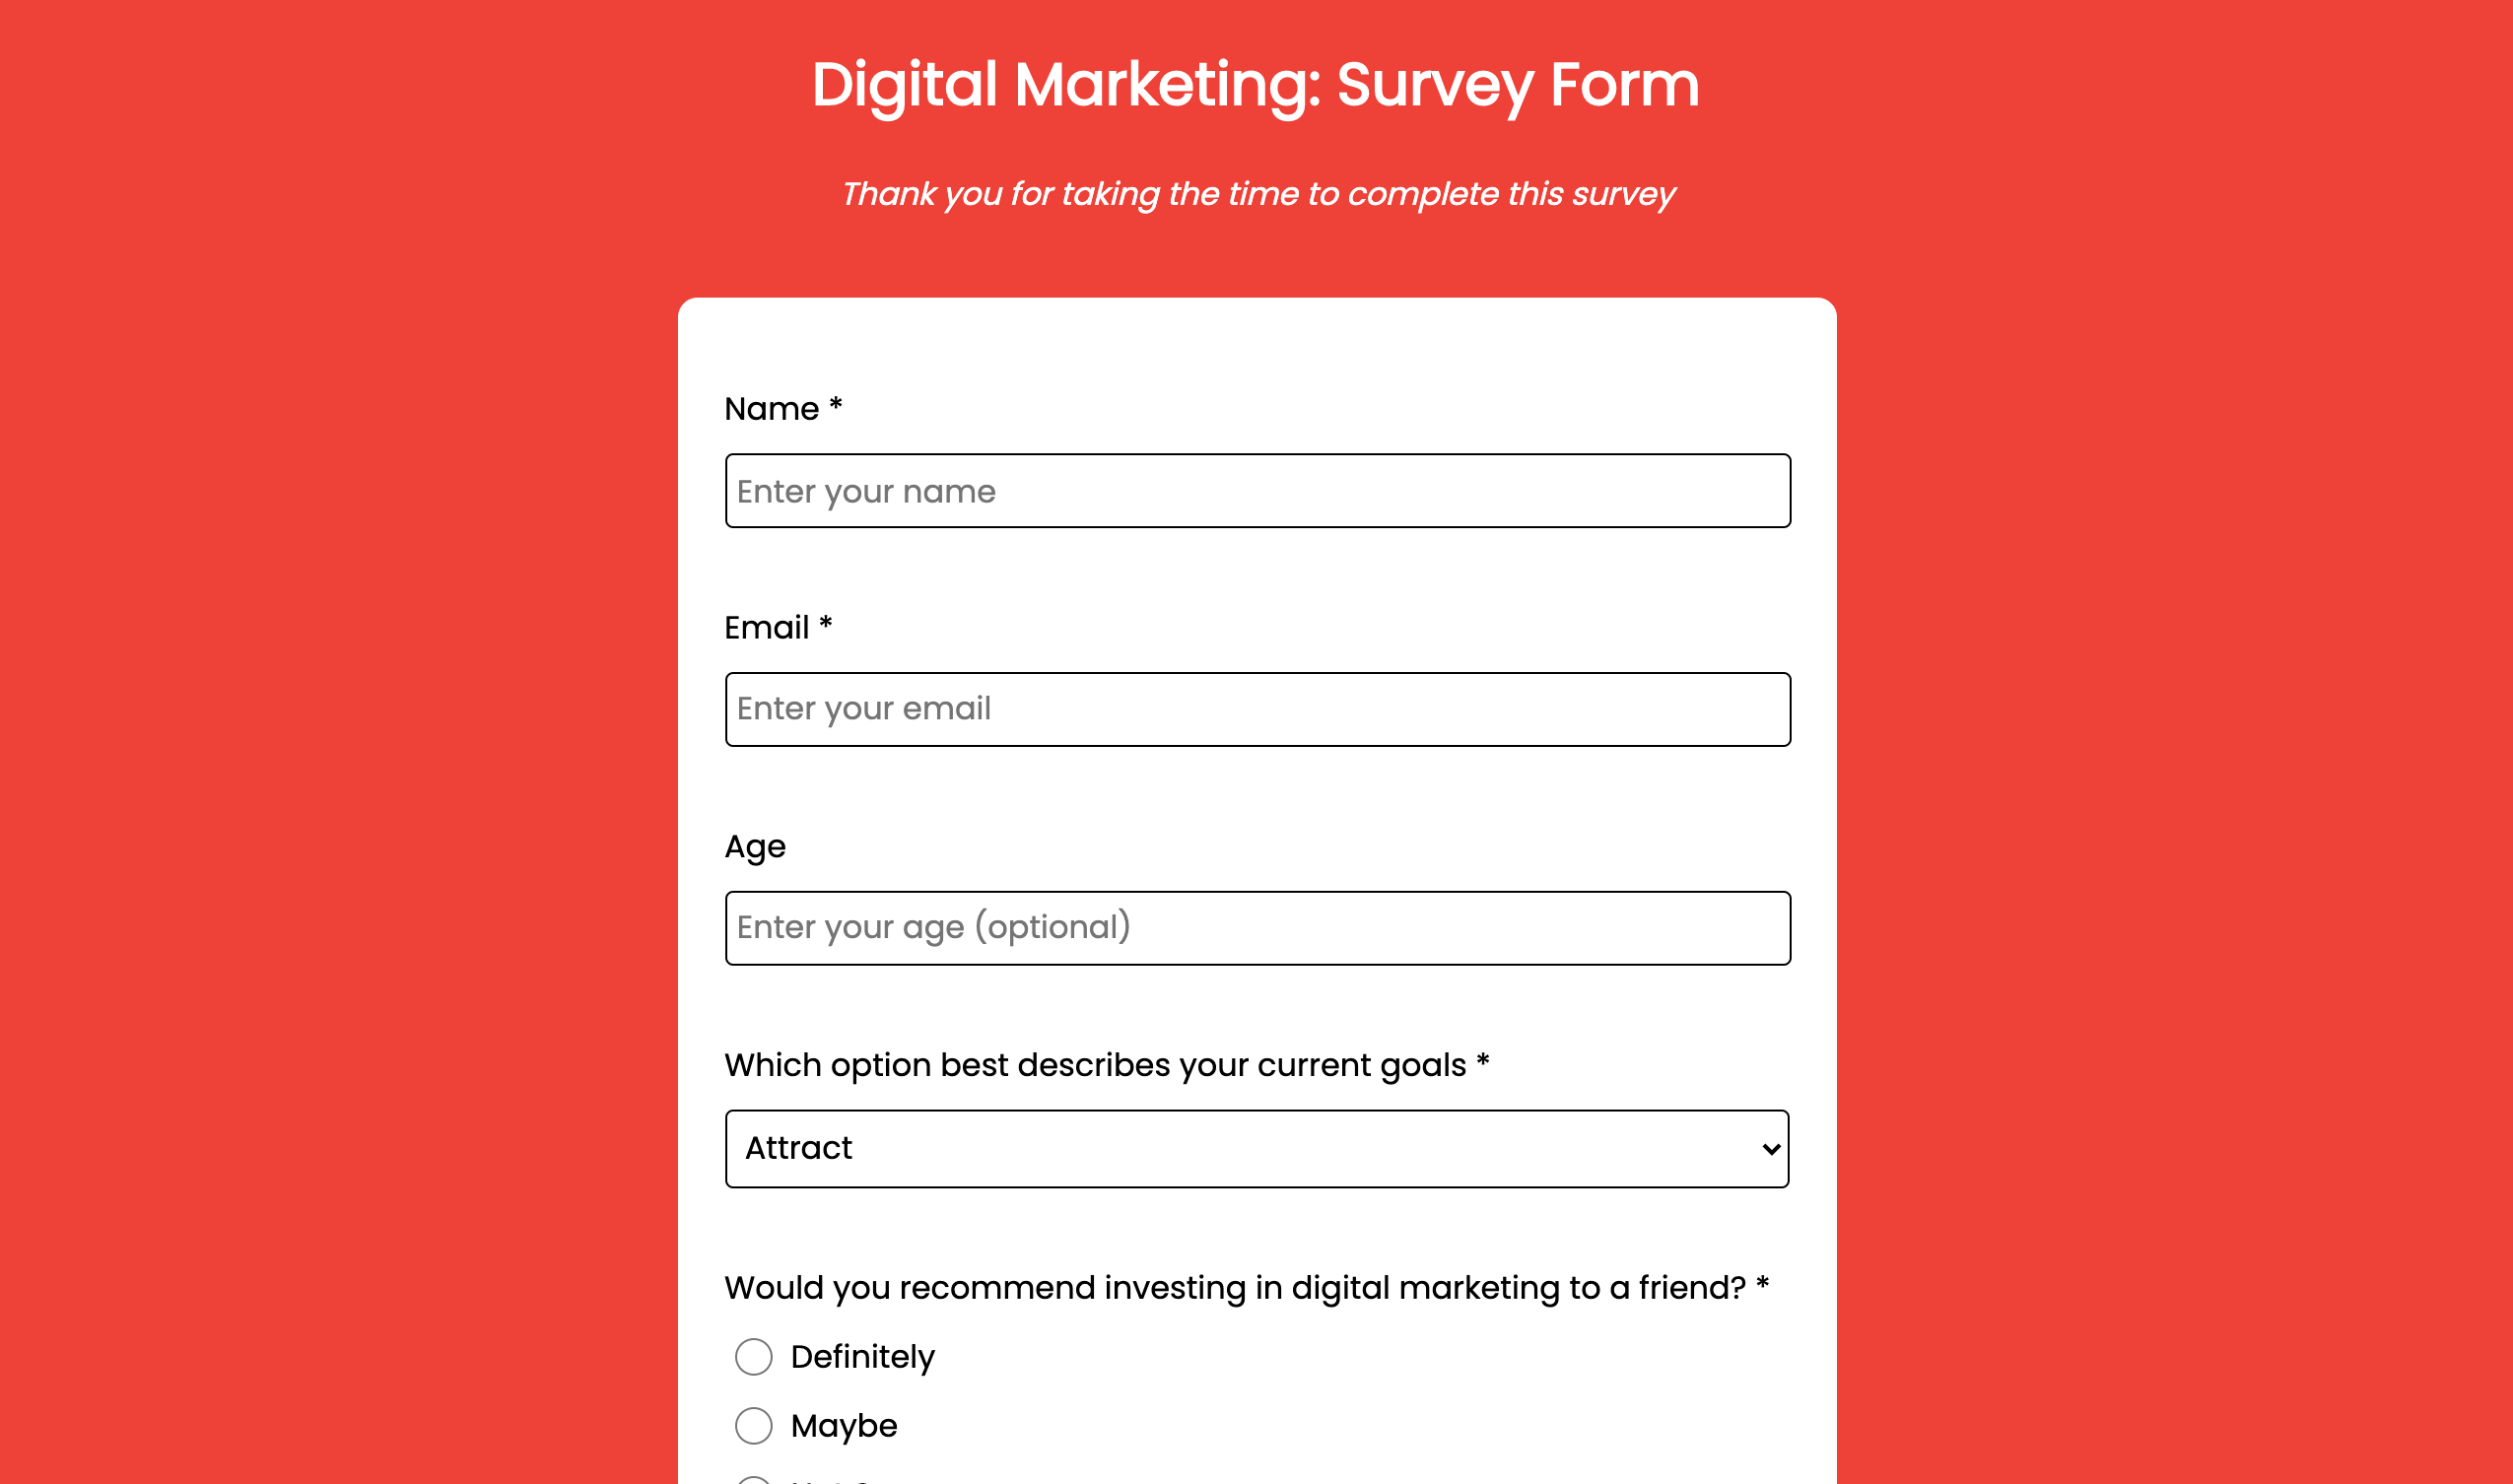 Digital Marketing: Survey Form
Thank you for taking the time to complete this survey
Name *
Enter your name
Email *
Enter your email
Age
Enter your age (optional)
Which option best describes your current goals *
Attract
Would you recommend investing in digital marketing to a friend? *
Definitely
Maybe